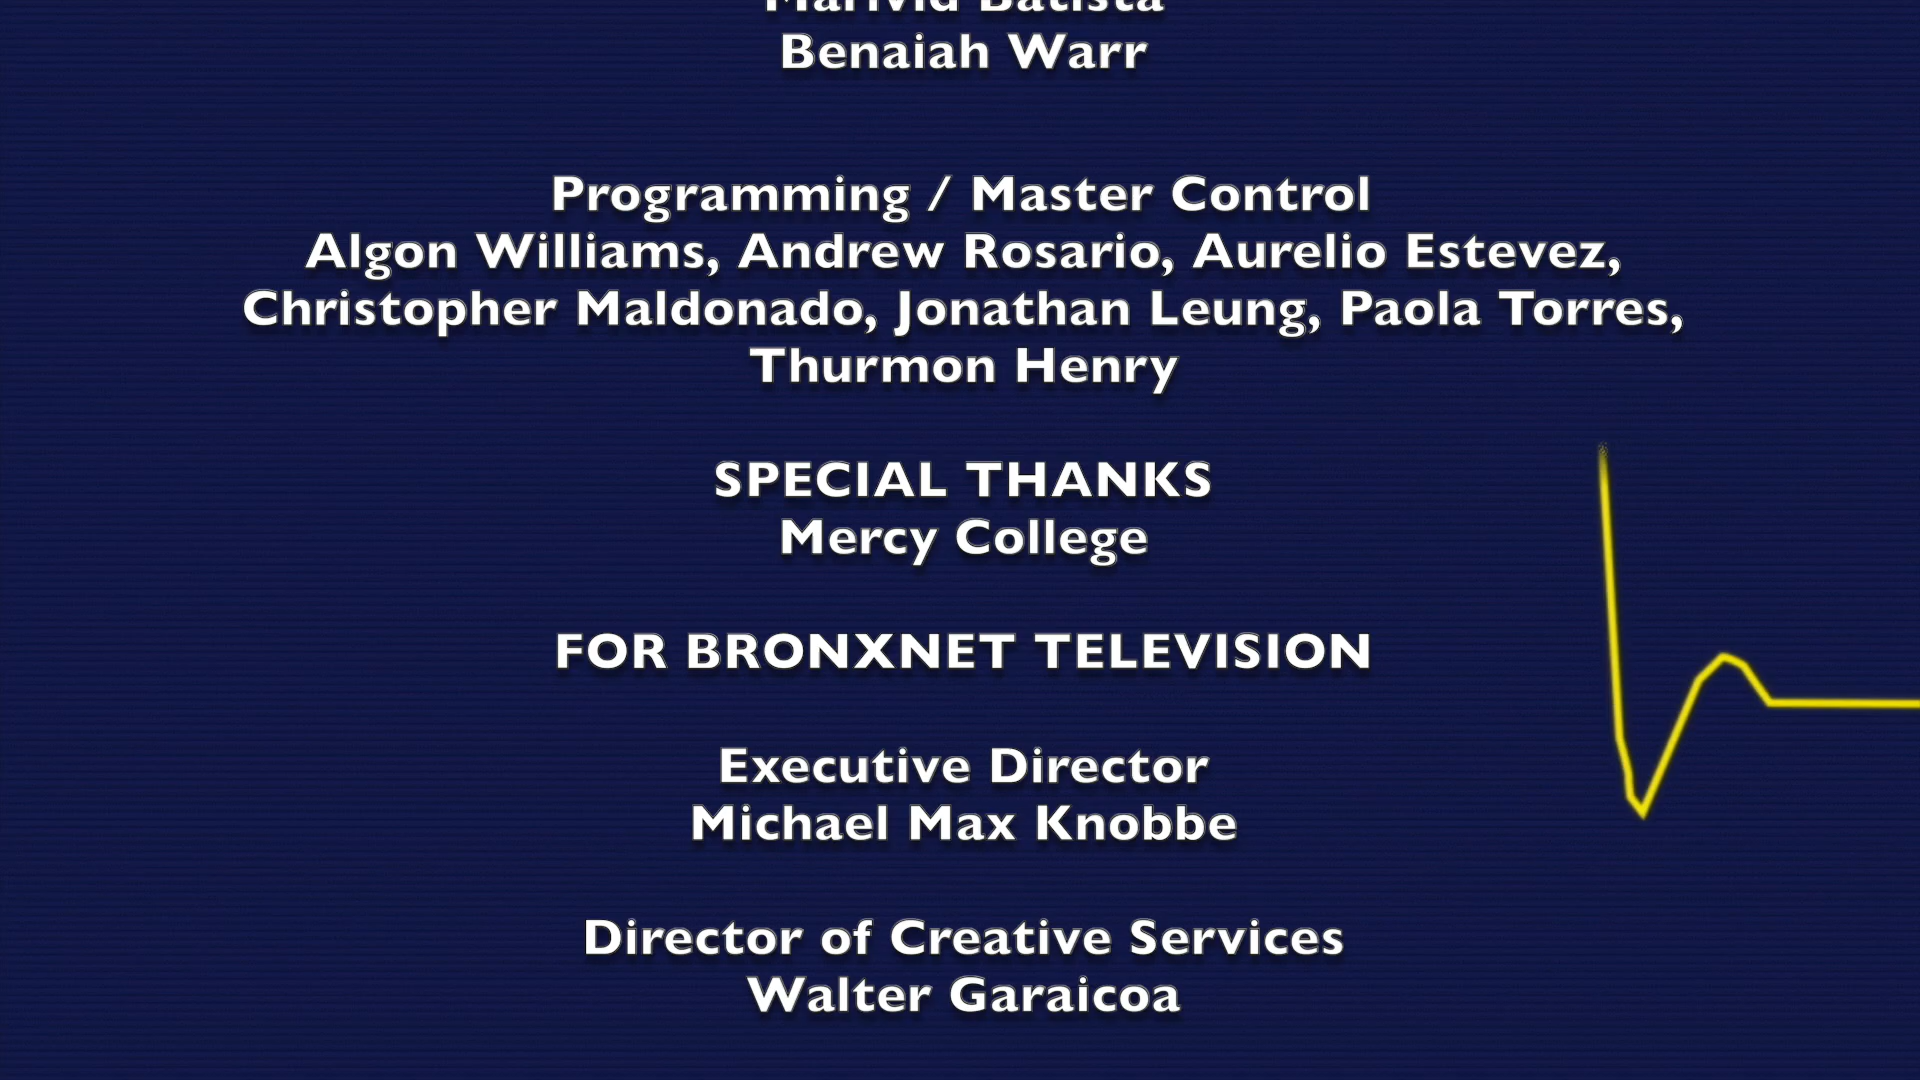 Batista
Benaiah Warr
Programming / Master Control
Algon Williams, Andrew Rosario, Aurelio Estevez,
Christopher Maldonado, Jonathan Leung, Paola Torres,
Thurmon Henry
SPECIAL THANKS
Mercy College
FOR BRONXNET TELEVISION
Executive Director
Michael Max Knobbe
Director of Creative Services
Walter Garaicoa